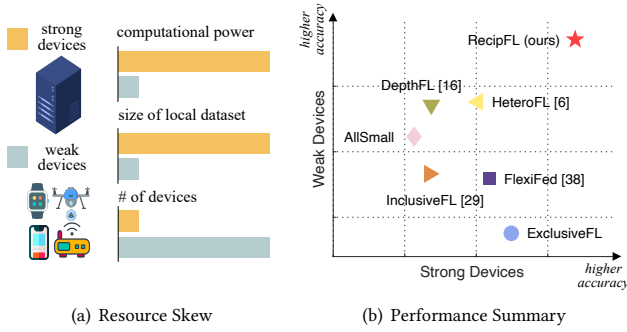 strong
devices
weak
devices
computational power
size of local dataset
# of devices
(a) Resource Skew
higher
accuracy
Weak Devices
RecipFL (ours)
DepthFL [16]
HeteroFL [6]
AllSmall
FlexiFed [38]
InclusiveFL [29]
ExclusiveFL
Strong Devices
higher
accuracy
(b) Performance Summary